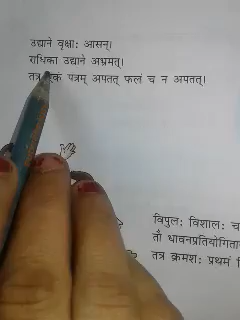 उद्याने वृक्षाः आसन्।
राधिका उद्याने अभ्रमत्।
तत्र एकं पत्रम् अपतत् फलं च न अपतत्।
विपुलः विशालः च
तौ धावनप्रतियोगिता
तत्र क्रमशः प्रथमं